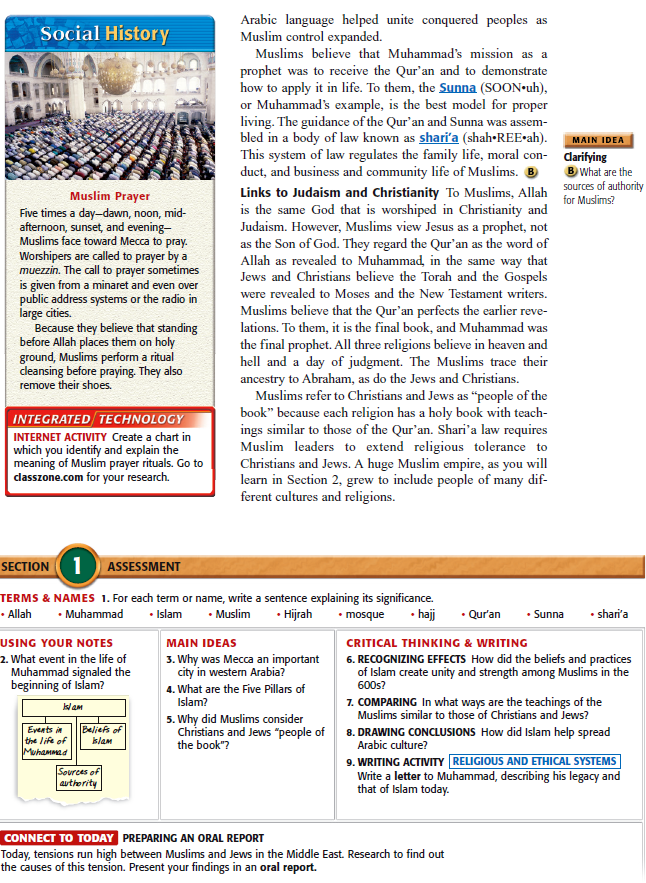 Social History
Muslim Prayer
Five times a day—dawn, noon, mid-
afternoon, sunset, and evening—
Muslims face toward Mecca to pray.
Worshipers are called to prayer by a
muezzin. The call to prayer sometimes
is given from a minaret and even over
public address systems or the radio in
large cities.
Because they believe that standing
before Allah places them on holy
ground, Muslims perform a ritual
cleansing before praying. They also
remove their shoes.
INTEGRATED / TECHNOLOGY
INTERNET ACTIVITY Create a chart in
which you identify and explain the
meaning of Muslim prayer rituals. Go to
classzone.com for your research.
Arabic language helped unite conquered peoples as
Muslim control expanded.
Muslims believe that Muhammad's mission as a
prophet was to receive the Qur'an and to demonstrate
how to apply it in life. To them, the Sunna (SOON•uh),
or Muhammad's example, is the best model for proper
living. The guidance of the Qur'an and Sunna was assem-
bled in a body of law known as shari'a (shah•REE•ah).
This system of law regulates the family life, moral con-
duct, and business and community life of Muslims. B
Links to Judaism and Christianity To Muslims, Allah
is the same God that is worshiped in Christianity and
Judaism. However, Muslims view Jesus as a prophet, not
as the Son of God. They regard the Qur'an as the word of
Allah as revealed to Muhammad, in the same way that
Jews and Christians believe the Torah and the Gospels
were revealed to Moses and the New Testament writers.
Muslims believe that the Qur'an perfects the earlier reve-
lations. To them, it is the final book, and Muhammad was
the final prophet. All three religions believe in heaven and
hell and a day of judgment. The Muslims trace their
ancestry to Abraham, as do the Jews and Christians.
Muslims refer to Christians and Jews as "people of the
book" because each religion has a holy book with teach-
ings similar to those of the Qur'an. Shari'a law requires
Muslim leaders to extend religious tolerance to
Christians and Jews. A huge Muslim empire, as you will
learn in Section 2, grew to include people of many dif-
ferent cultures and religions.
MAIN IDEA
Clarifying
B What are the
sources of authority
for Muslims?
SECTION 1 ASSESSMENT
TERMS & NAMES 1. For each term or name, write a sentence explaining its significance.
• Allah • Muhammad • Islam • Muslim • Hijrah • mosque • hajj • Qur'an • Sunna • shari'a
USING YOUR NOTES
2. What event in the life of
Muhammad signaled the
beginning of Islam?
Islam
Events in
the life of
Muhammad
Beliefs of
Islam
Sources of
authority
MAIN IDEAS
3. Why was Mecca an important
city in western Arabia?
4. What are the Five Pillars of
Islam?
5. Why did Muslims consider
Christians and Jews "people of
the book"?
CRITICAL THINKING & WRITING
6. RECOGNIZING EFFECTS How did the beliefs and practices
of Islam create unity and strength among Muslims in the
600s?
7. COMPARING In what ways are the teachings of the
Muslims similar to those of Christians and Jews?
8. DRAWING CONCLUSIONS How did Islam help spread
Arabic culture?
9. WRITING ACTIVITY RELIGIOUS AND ETHICAL SYSTEMS
Write a letter to Muhammad, describing his legacy and
that of Islam today.
CONNECT TO TODAY PREPARING AN ORAL REPORT
Today, tensions run high between Muslims and Jews in the Middle East. Research to find out
the causes of this tension. Present your findings in an oral report.